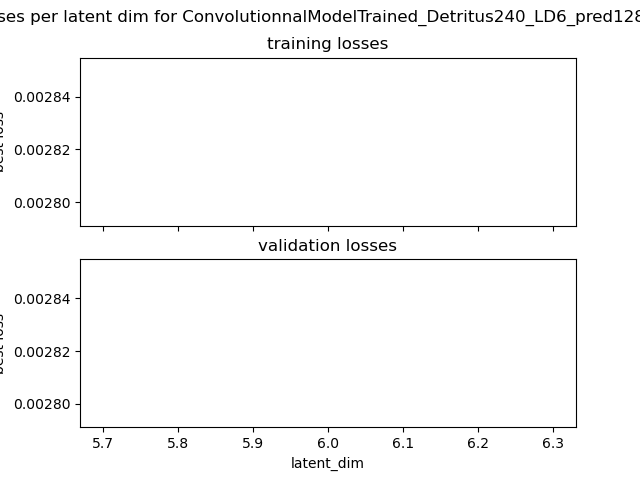 ses per latent dim for ConvolutionnalModelTrained_Detritus240_LD6_pred128
training losses
0.00284
0.00282
0.00280
best loss
validation losses
0.00284
0.00282
0.00280
best loss
5.7 5.8 5.9 6.0 6.1 6.2 6.3
latent_dim